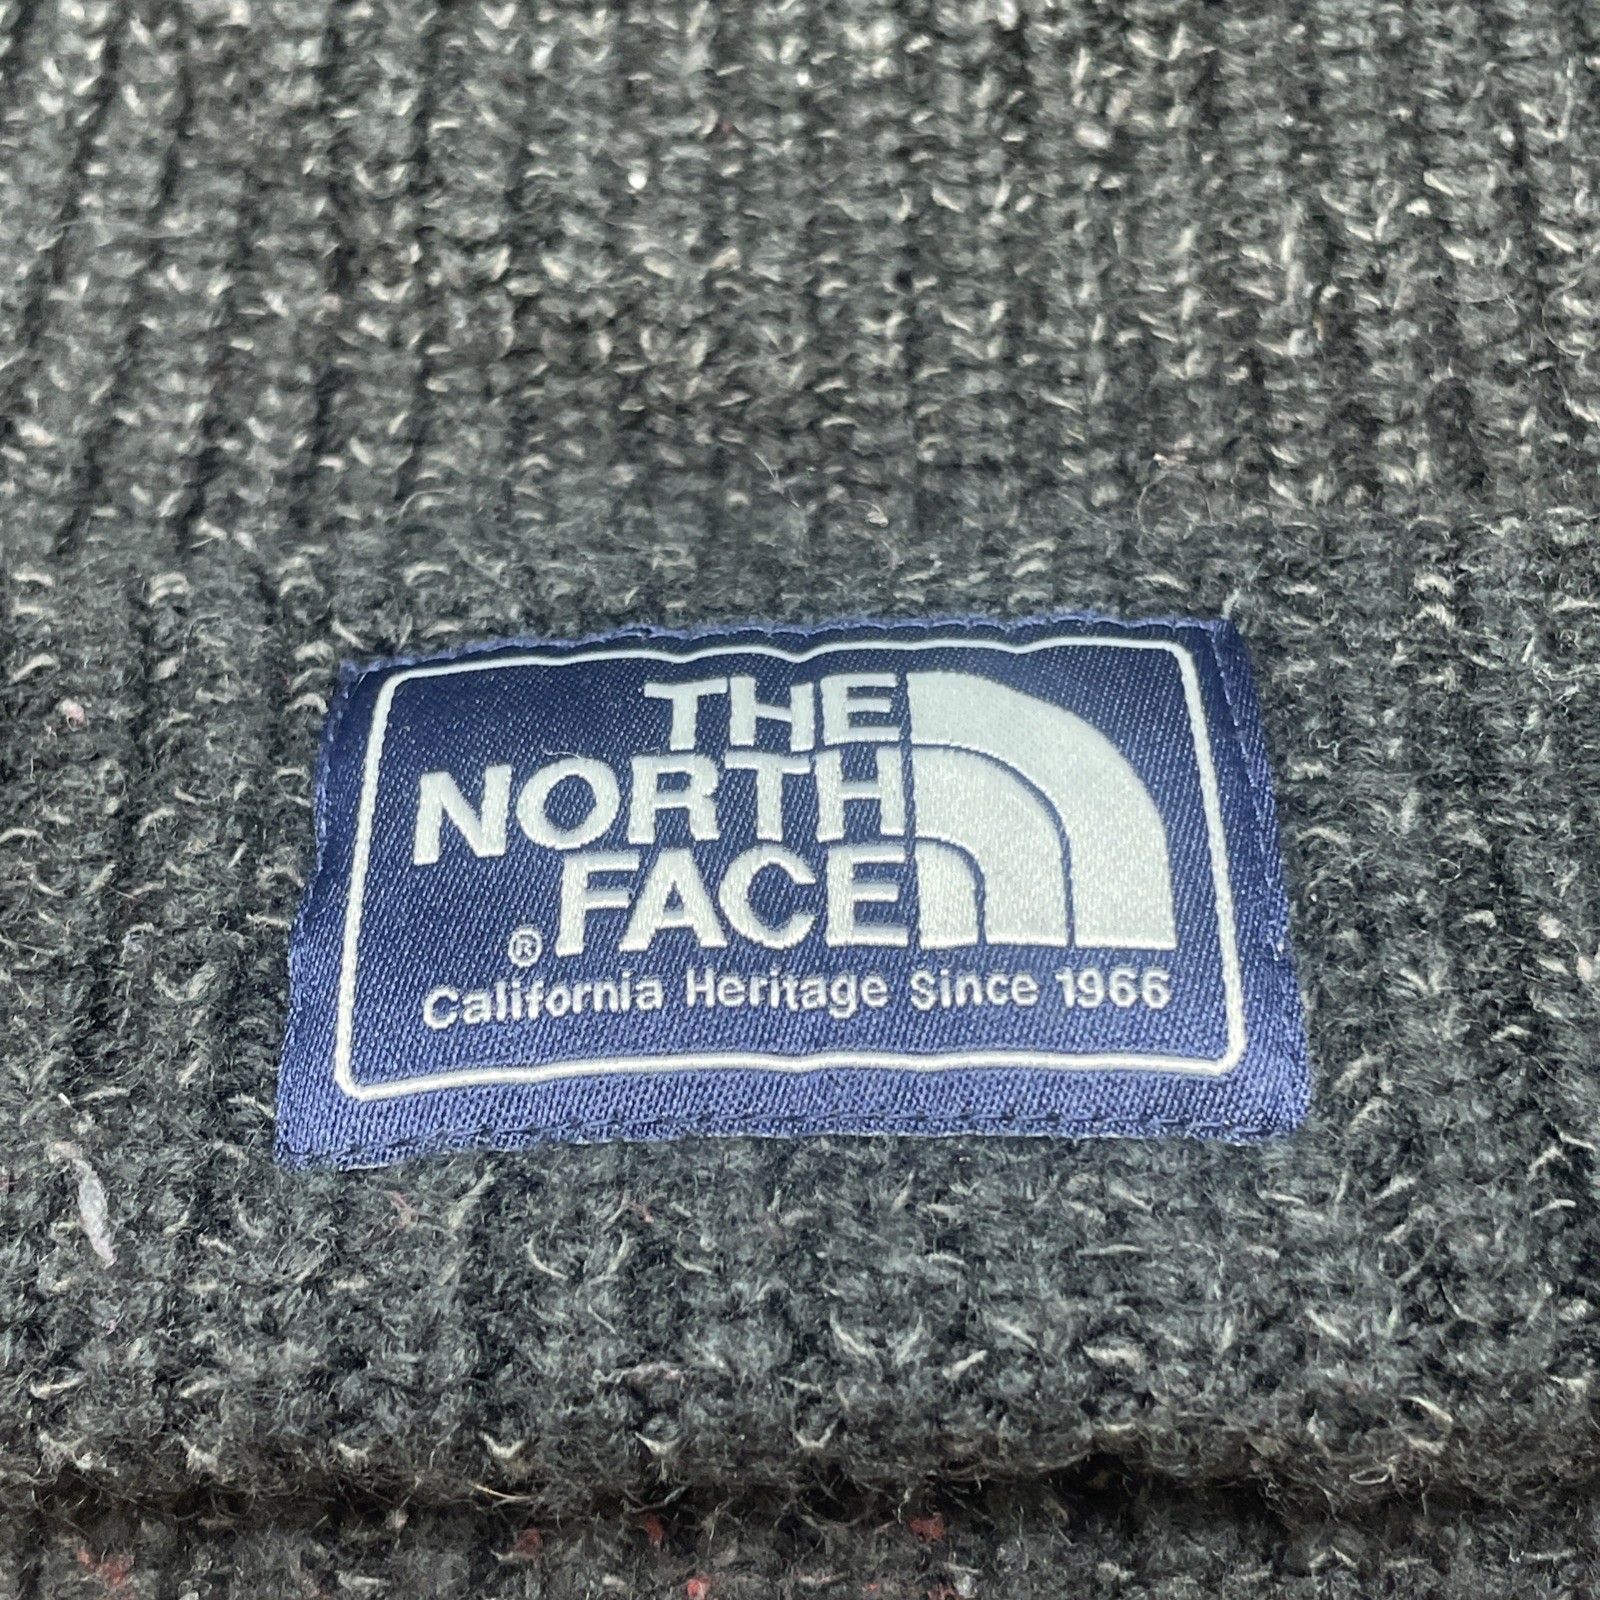 THE
NORTH
FACE
®
California Heritage Since 1966